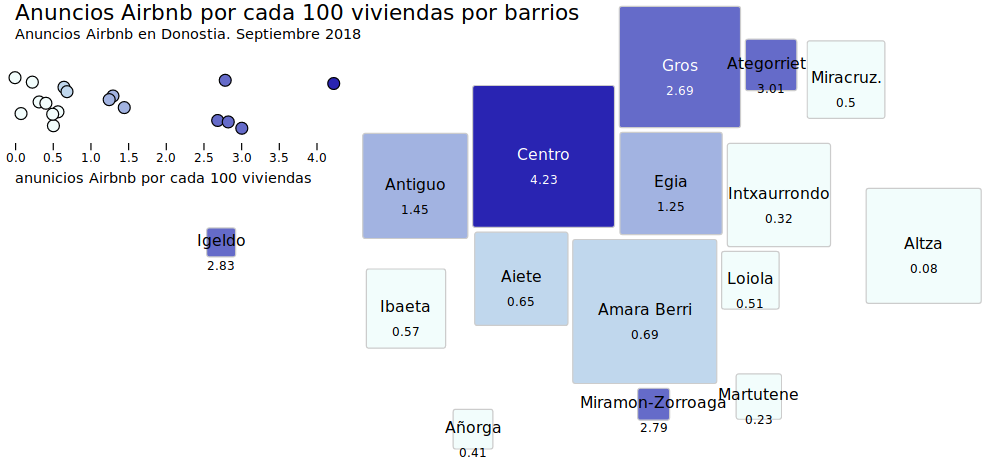 Anuncios Airbnb por cada 100 viviendas por barrios
Anuncios Airbnb en Donostia. Septiembre 2018
0.0 0.5 1.0 1.5 2.0 2.5 3.0 3.5 4.0
anunicios Airbnb por cada 100 viviendas
Gros
2.69
Ategorriet
3.01
Miracruz.
0.5
Centro
4.23
Antiguo
1.45
Egia
1.25
Intxaurrondo
0.32
Altza
0.08
Igeldo
2.83
Aiete
0.65
Loiola
0.51
Ibaeta
0.57
Amara Berri
0.69
Miramon-Zorroaga
2.79
Martutene
0.23
Añorga
0.41